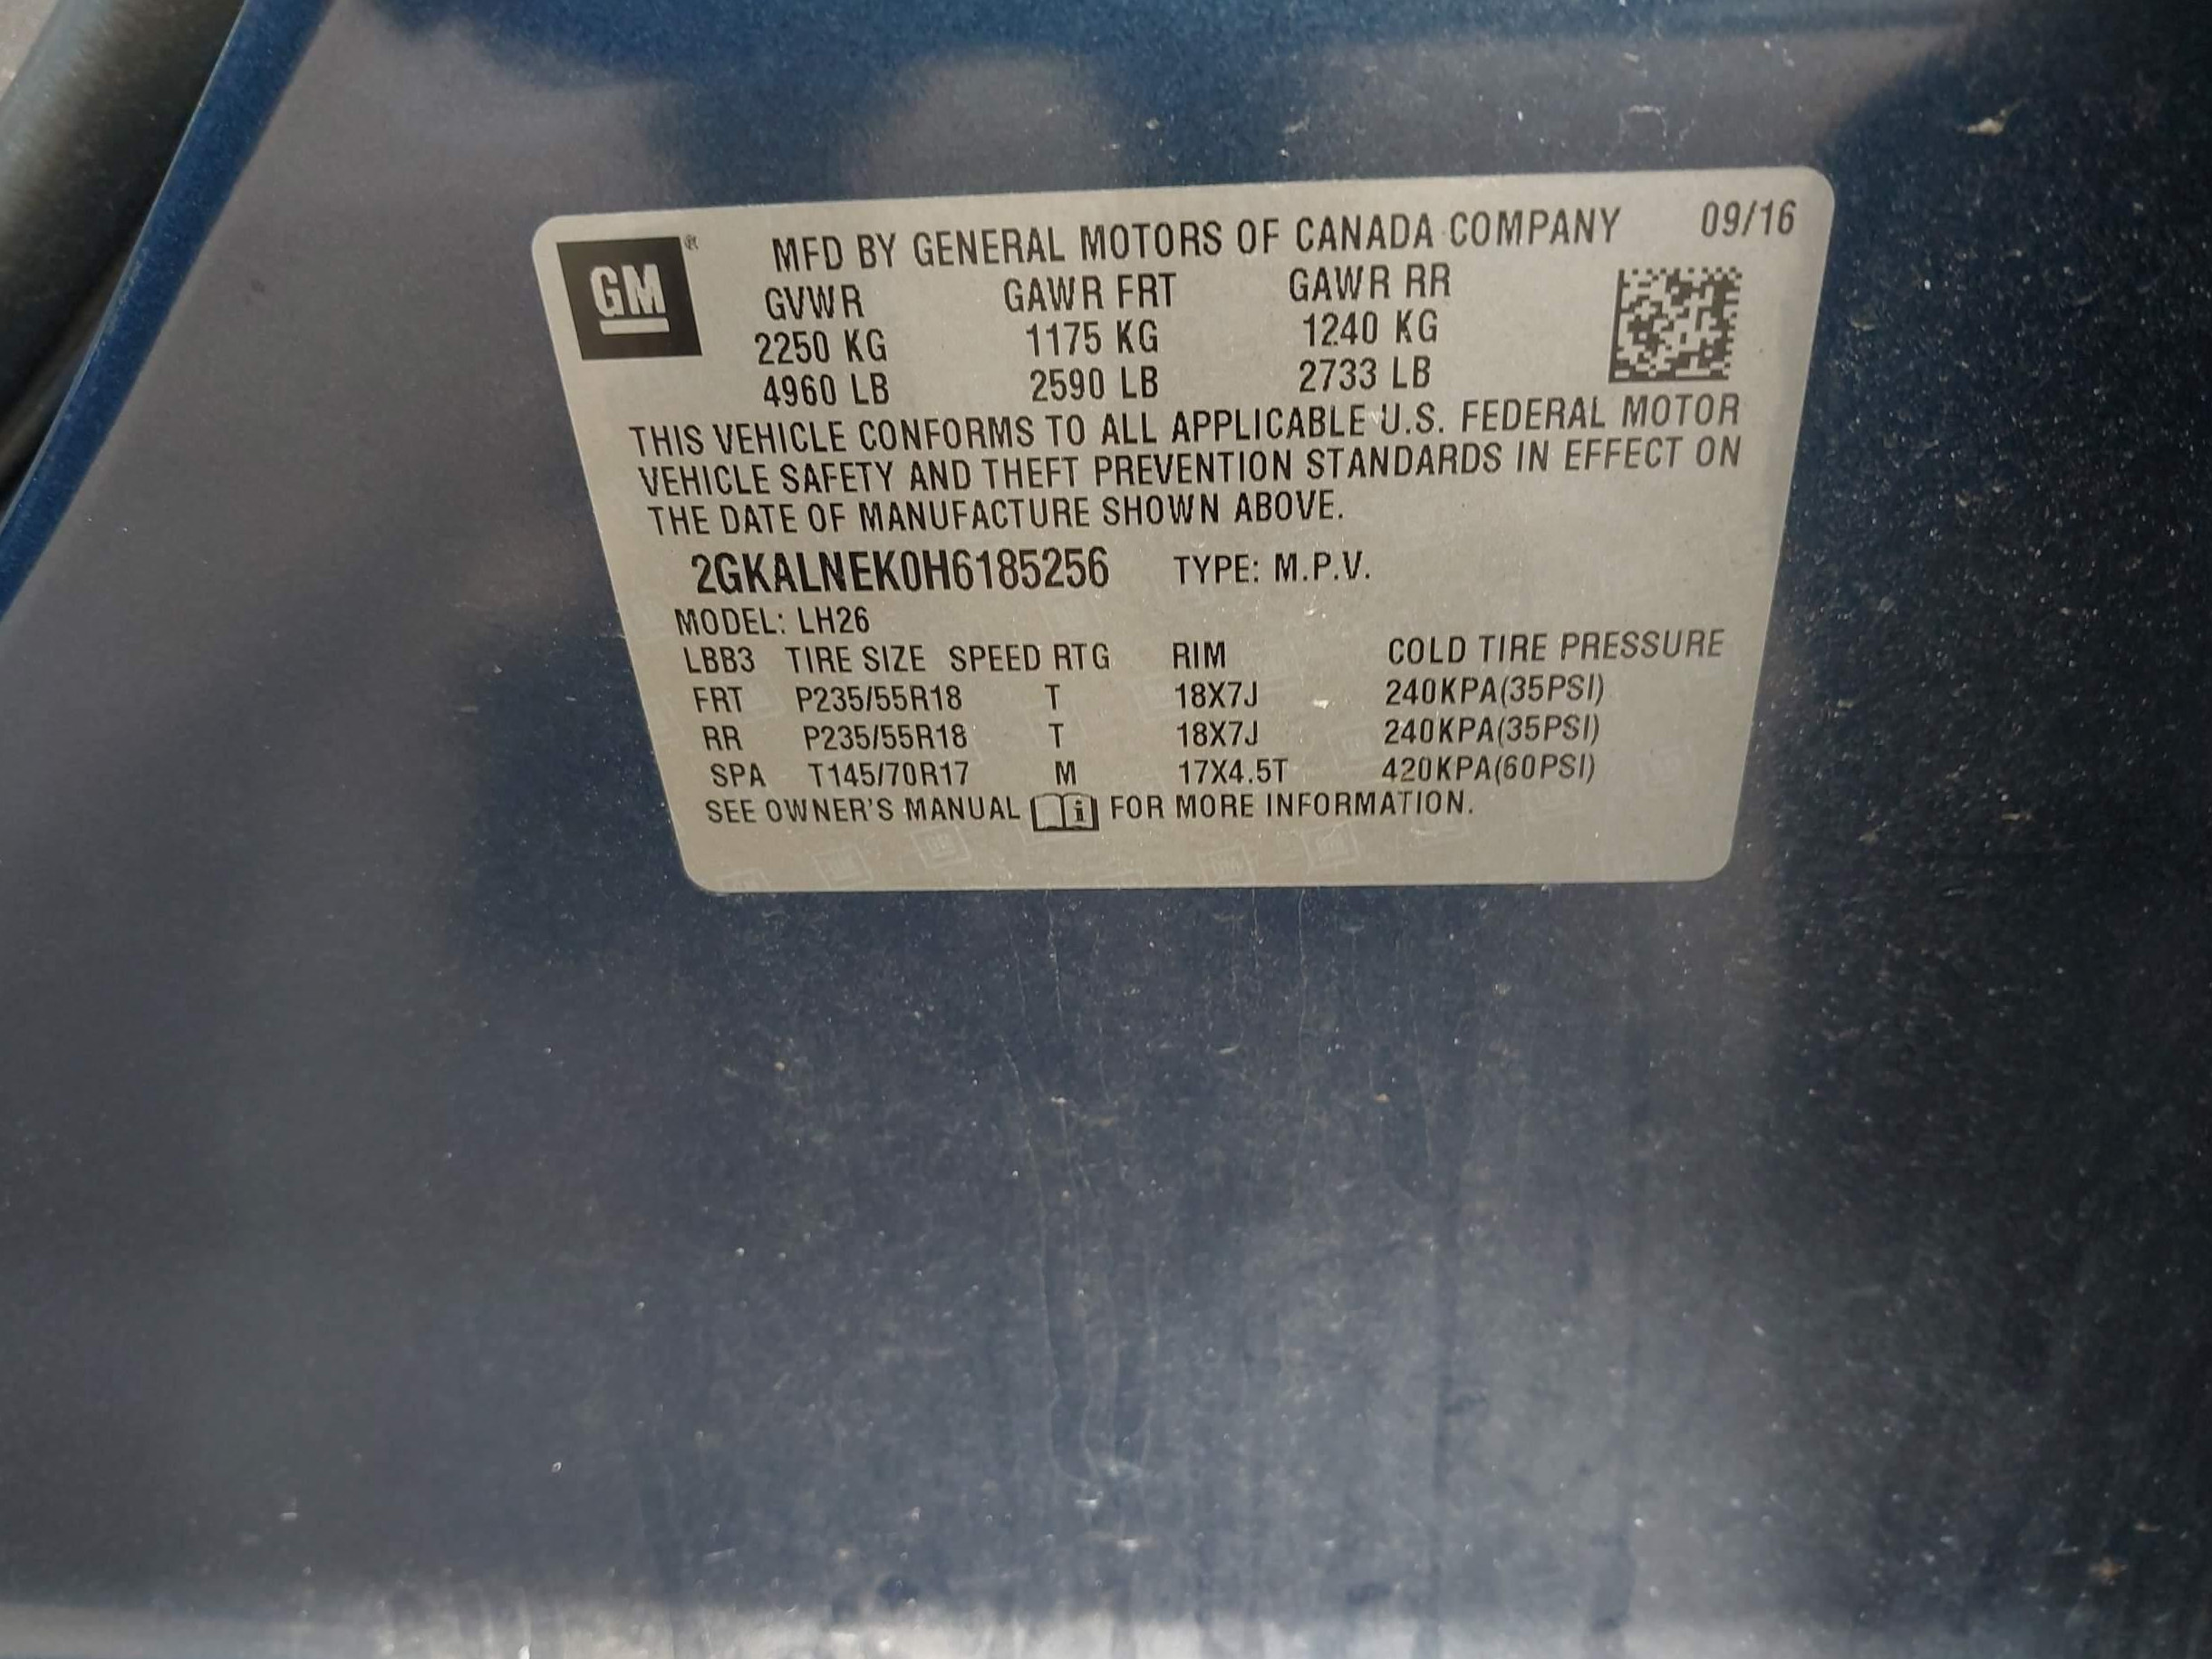 GM ® MFD BY GENERAL MOTORS OF CANADA COMPANY 09/16
GVWR GAWR FRT GAWR RR
2250 KG 1175 KG 1240 KG
4960 LB 2590 LB 2733 LB
THIS VEHICLE CONFORMS TO ALL APPLICABLE U.S. FEDERAL MOTOR
VEHICLE SAFETY AND THEFT PREVENTION STANDARDS IN EFFECT ON
THE DATE OF MANUFACTURE SHOWN ABOVE.
2GKALNEK0H6185256 TYPE: M.P.V.
MODEL: LH26
LBB3 TIRE SIZE SPEED RTG RIM COLD TIRE PRESSURE
FRT P235/55R18 T 18X7J 240KPA(35PSI)
RR P235/55R18 T 18X7J 240KPA(35PSI)
SPA T145/70R17 M 17X4.5T 420KPA(60PSI)
SEE OWNER'S MANUAL i FOR MORE INFORMATION.